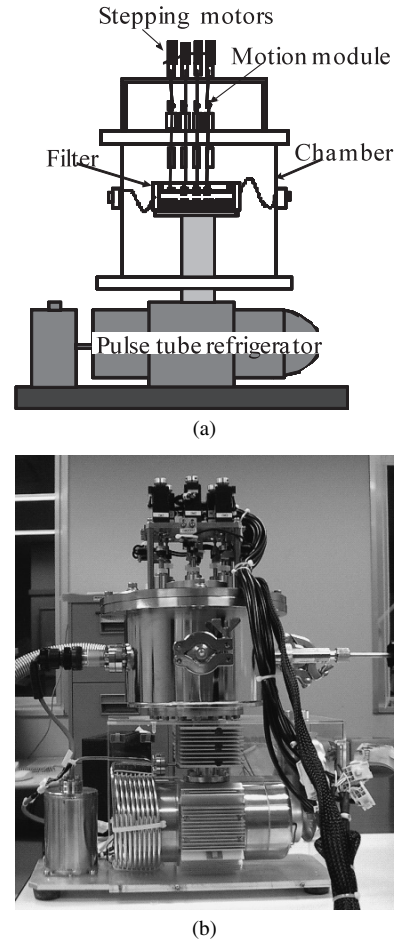 Stepping motors
Motion module
Filter
Chamber
Pulse tube refrigerator
(a)
(b)